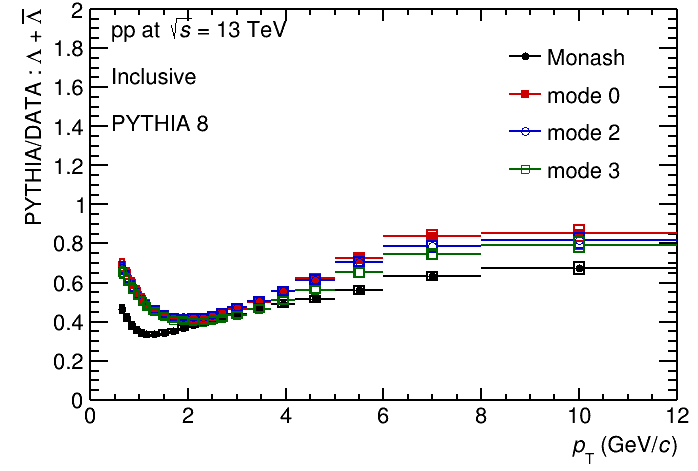 PYTHIA/DATA : Λ + Λ̅
2
1.8
1.6
1.4
1.2
1
0.8
0.6
0.4
0.2
0
pp at √s = 13 TeV
Inclusive
PYTHIA 8
Monash
mode 0
mode 2
mode 3
0 2 4 6 8 10 12
p_T (GeV/c)